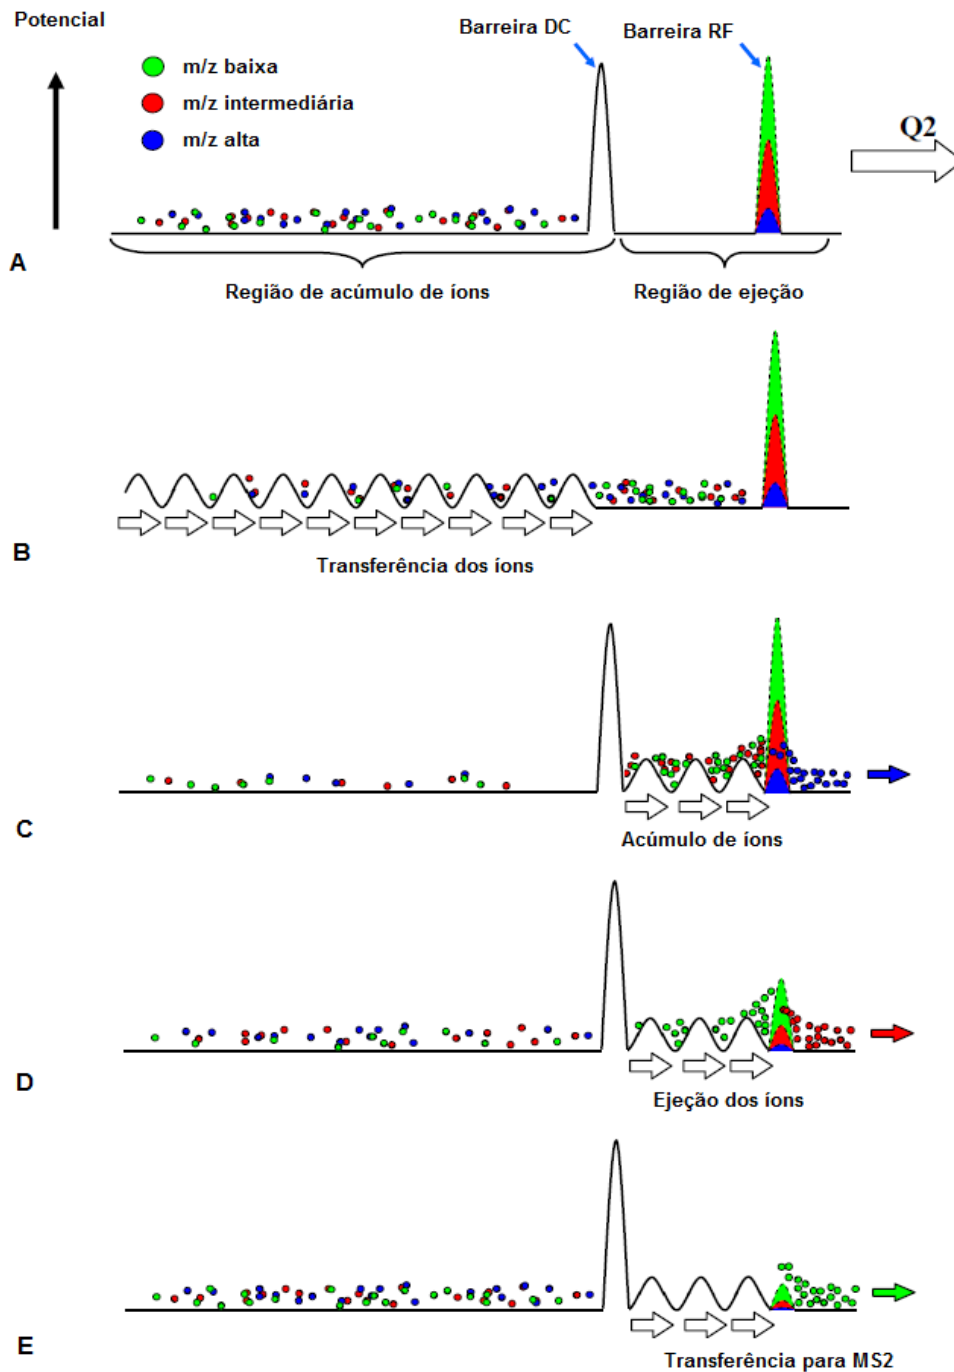 Potencial
Barreira DC
Barreira RF
m/z baixa
m/z intermediária
m/z alta
Q2
A
Região de acúmulo de íons
Região de ejeção
B
Transferência dos íons
C
Acúmulo de íons
D
Ejeção dos íons
E
Transferência para MS2